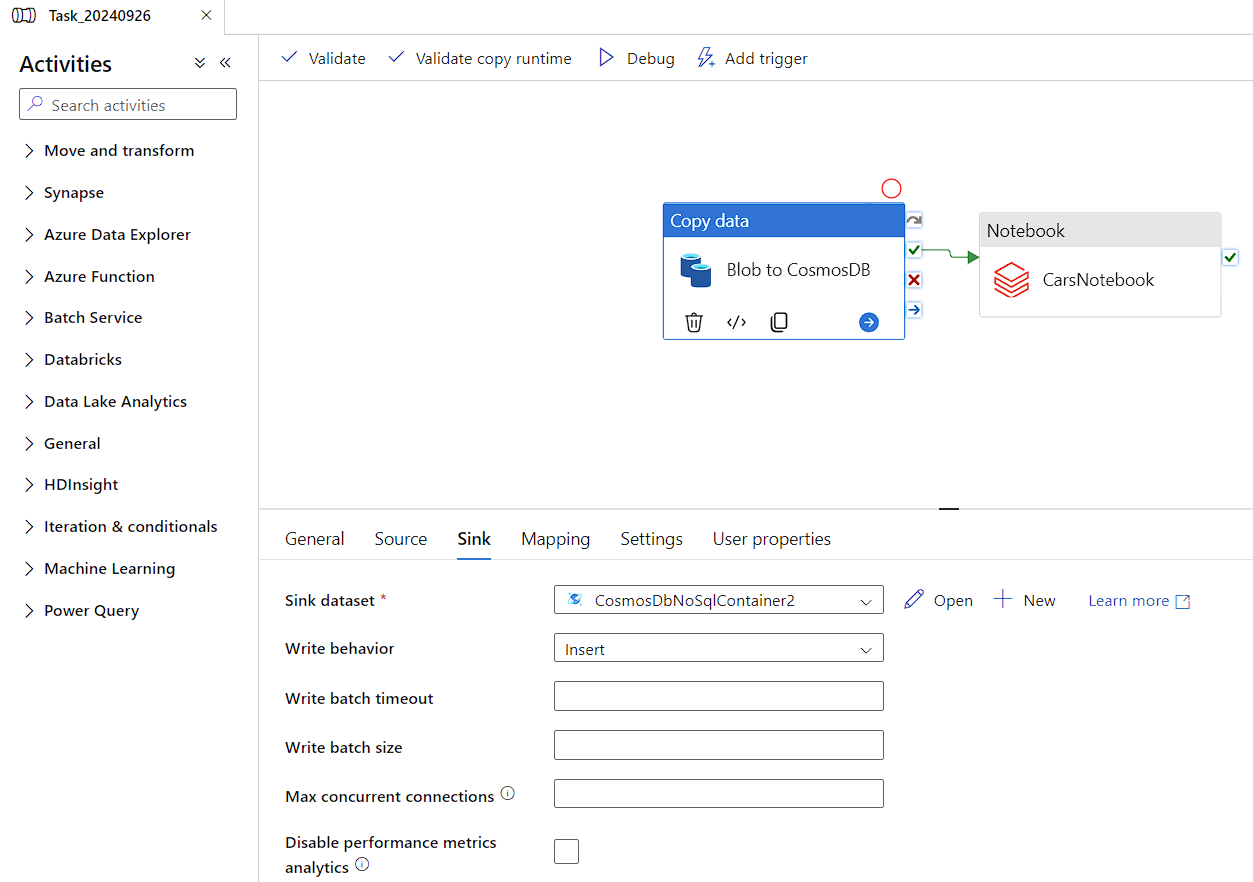 Task_20240926
Activities
Search activities
Move and transform
Synapse
Azure Data Explorer
Azure Function
Batch Service
Databricks
Data Lake Analytics
General
HDInsight
Iteration & conditionals
Machine Learning
Power Query
Validate
Validate copy runtime
Debug
Add trigger
Copy data
Blob to CosmosDB
Notebook
CarsNotebook
General
Source
Sink
Mapping
Settings
User properties
Sink dataset *
CosmosDbNoSqlContainer2
Open
New
Learn more
Write behavior
Insert
Write batch timeout
Write batch size
Max concurrent connections
Disable performance metrics
analytics